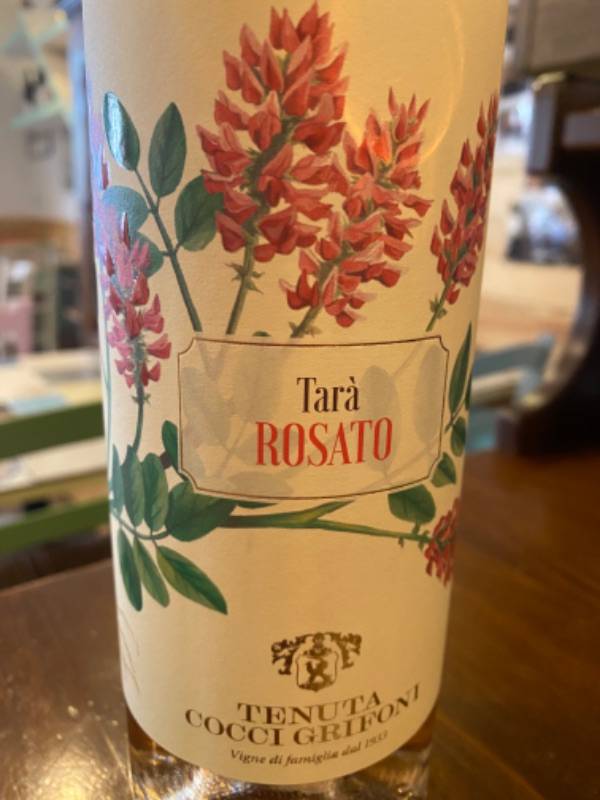 Tarà
ROSATO
TENUTA
COCCI GRIFONI
Vigne di famiglia dal 1933